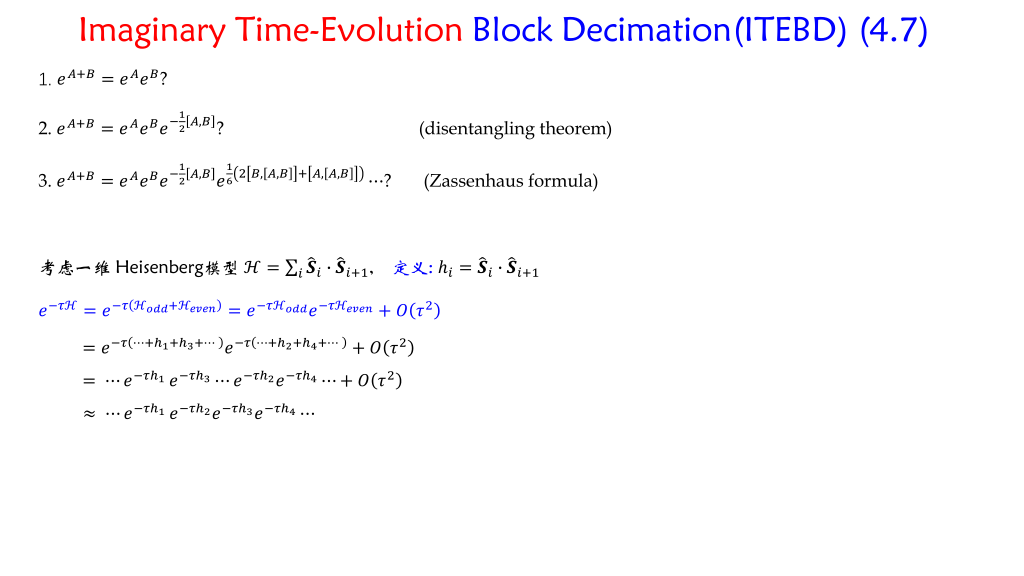 Imaginary Time-Evolution Block Decimation(ITEBD) (4.7)
1. $e^{A+B} = e^A e^B$?
2. $e^{A+B} = e^A e^B e^{-\frac{1}{2}[A,B]}$? (disentangling theorem)
3. $e^{A+B} = e^A e^B e^{-\frac{1}{2}[A,B]} e^{\frac{1}{6}(2[B,[A,B]]+[A,[A,B]])} \cdots$? (Zassenhaus formula)
考虑一维 Heisenberg模型 $\mathcal{H} = \sum_i \hat{\boldsymbol{S}}_i \cdot \hat{\boldsymbol{S}}_{i+1}$, 定义: $h_i = \hat{\boldsymbol{S}}_i \cdot \hat{\boldsymbol{S}}_{i+1}$
$e^{-\tau\mathcal{H}} = e^{-\tau(\mathcal{H}_{odd}+\mathcal{H}_{even})} = e^{-\tau\mathcal{H}_{odd}} e^{-\tau\mathcal{H}_{even}} + O(\tau^2)$
$= e^{-\tau(\cdots+h_1+h_3+\cdots)} e^{-\tau(\cdots+h_2+h_4+\cdots)} + O(\tau^2)$
$= \cdots e^{-\tau h_1} e^{-\tau h_3} \cdots e^{-\tau h_2} e^{-\tau h_4} \cdots + O(\tau^2)$
$\approx \cdots e^{-\tau h_1} e^{-\tau h_2} e^{-\tau h_3} e^{-\tau h_4} \cdots$